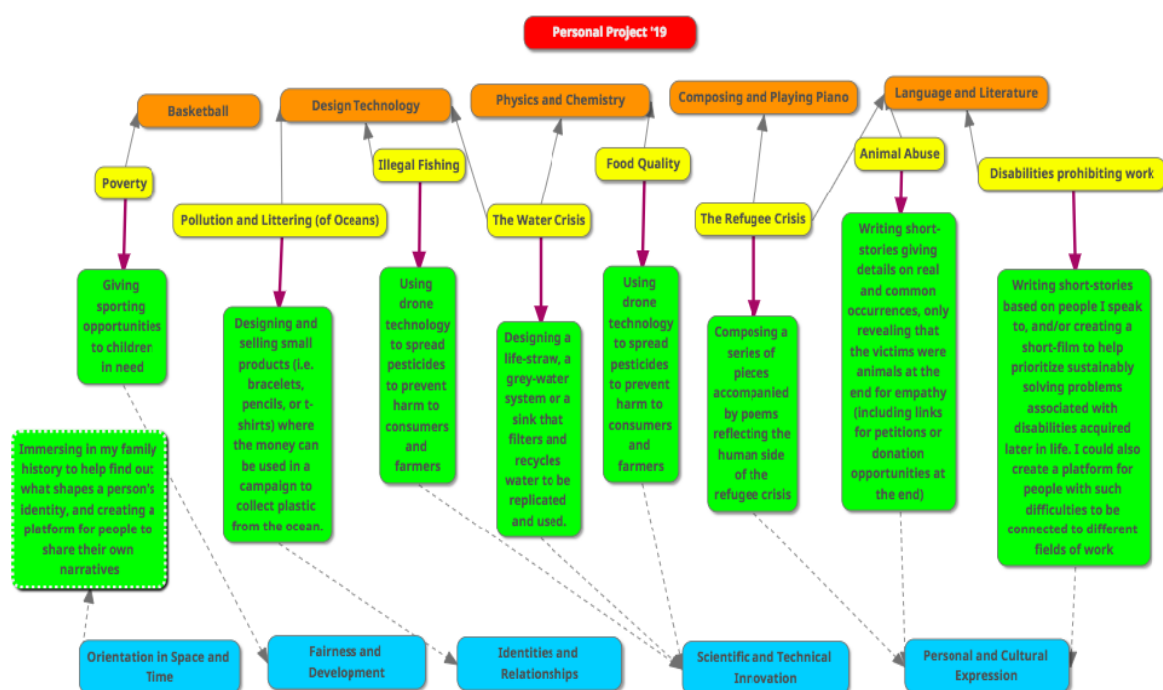 Personal Project '19
Basketball
Design Technology
Physics and Chemistry
Composing and Playing Piano
Language and Literature
Poverty
Pollution and Littering (of Oceans)
Illegal Fishing
The Water Crisis
Food Quality
The Refugee Crisis
Animal Abuse
Disabilities prohibiting work
Giving
sporting
opportunities
to children
in need
Immersing in my family
history to help find out
what shapes a person's
identity, and creating a
platform for people to
share their own
narratives
Designing and
selling small
products (i.e.
bracelets,
pencils, or t-
shirts) where
the money can
be used in a
campaign to
collect plastic
from the ocean.
Using
drone
technology
to spread
pesticides
to prevent
harm to
consumers
and
farmers
Designing a
life-straw, a
grey-water
system or a
sink that
filters and
recycles
water to be
replicated
and used.
Using
drone
technology
to spread
pesticides
to prevent
harm to
consumers
and
farmers
Composing a
series of
pieces
accompanied
by poems
reflecting the
human side
of the
refugee crisis
Writing short-
stories giving
details on real
and common
occurrences, only
revealing that
the victims were
animals at the
end for empathy
(including links
for petitions or
donation
opportunities at
the end)
Writing short-stories
based on people I speak
to, and/or creating a
short-film to help
prioritize sustainably
solving problems
associated with
disabilities acquired
later in life. I could also
create a platform for
people with such
difficulties to be
connected to different
fields of work
Orientation in Space and
Time
Fairness and
Development
Identities and
Relationships
Scientific and Technical
Innovation
Personal and Cultural
Expression